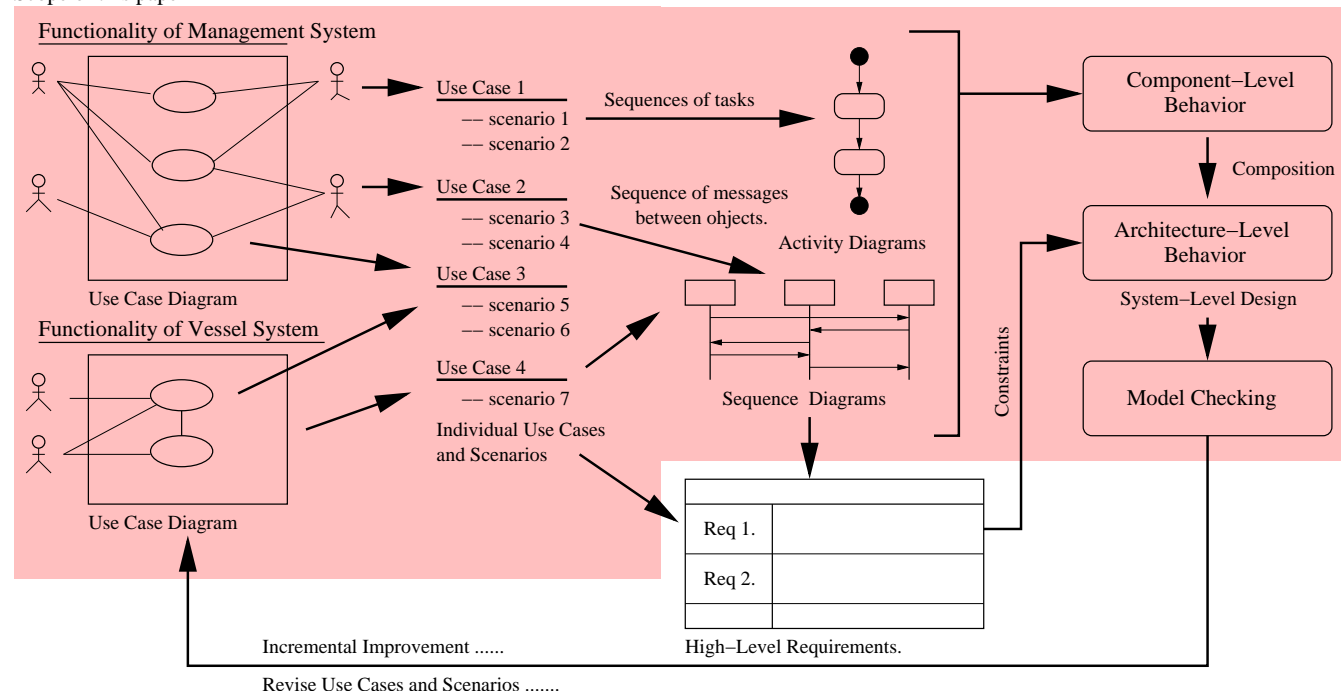 Functionality of Management System
Use Case Diagram
Functionality of Vessel System
Use Case Diagram
Use Case 1
−− scenario 1
−− scenario 2
Use Case 2
−− scenario 3
−− scenario 4
Use Case 3
−− scenario 5
−− scenario 6
Use Case 4
−− scenario 7
Individual Use Cases
and Scenarios
Sequences of tasks
Sequence of messages
between objects.
Activity Diagrams
Sequence Diagrams
Req 1.
Req 2.
High−Level Requirements.
Constraints
Component−Level
Behavior
Composition
Architecture−Level
Behavior
System−Level Design
Model Checking
Incremental Improvement ......
Revise Use Cases and Scenarios .......